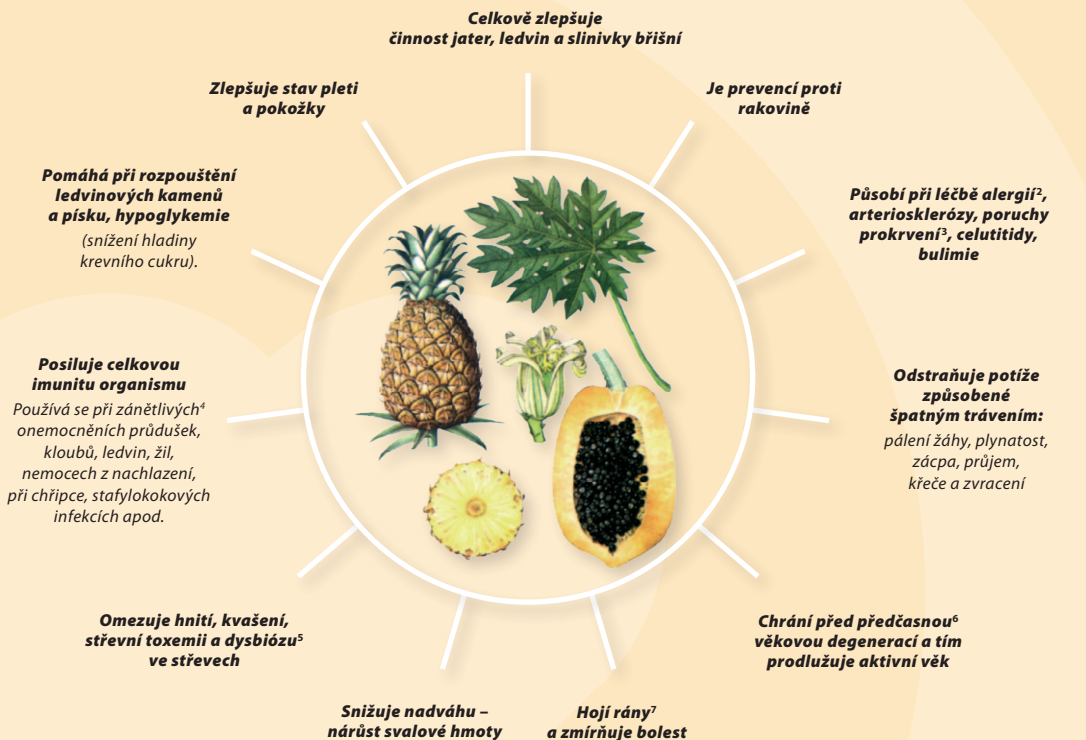 Celkově zlepšuje
činnost jater, ledvin a slinivky břišní
Zlepšuje stav pleti
a pokožky
Je prevencí proti
rakovině
Pomáhá při rozpouštění
ledvinových kamenů
a písku, hypoglykemie
(snížení hladiny
krevního cukru).
Působí při léčbě alergií²,
arteriosklerózy, poruchy
prokrvení³, celutitidy,
bulimie
Posiluje celkovou
imunitu organismu
Používá se při zánětlivých⁴
onemocněních průdušek,
kloubů, ledvin, žil,
nemocech z nachlazení,
při chřipce, stafylokokových
infekcích apod.
Odstraňuje potíže
způsobené
špatným trávením:
pálení žáhy, plynatost,
zácpa, průjem,
křeče a zvracení
Omezuje hnití, kvašení,
střevní toxemii a dysbiózu⁵
ve střevech
Chrání před předčasnou⁶
věkovou degenerací a tím
prodlužuje aktivní věk
Snižuje nadváhu –
nárůst svalové hmoty
Hojí rány⁷
a zmírňuje bolest